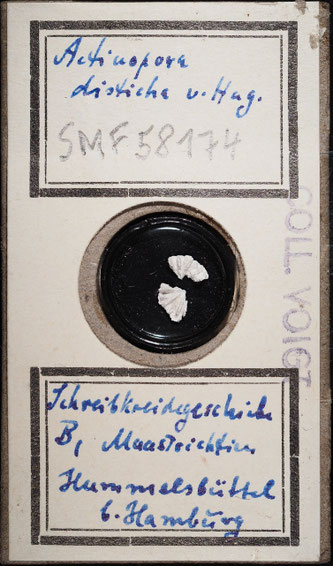 Actinopora
disticha v. Hag.
SMF 58174
COLL. VOIGT
Schreibkreidegeschiebe
B, Maastrichtien
Hummelsbüttel
b. Hamburg